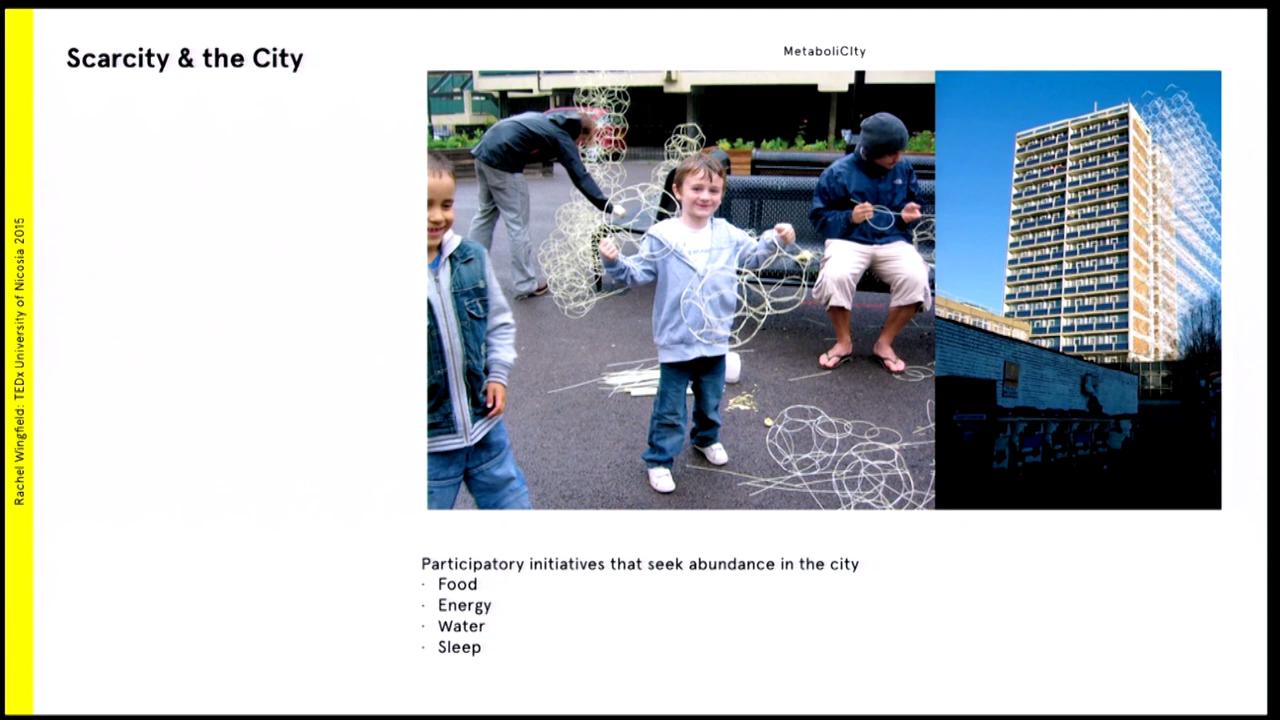 Scarcity & the City
MetaboliCIty
Rachel Wingfield: TEDx University of Nicosia 2015
Participatory initiatives that seek abundance in the city
· Food
· Energy
· Water
· Sleep